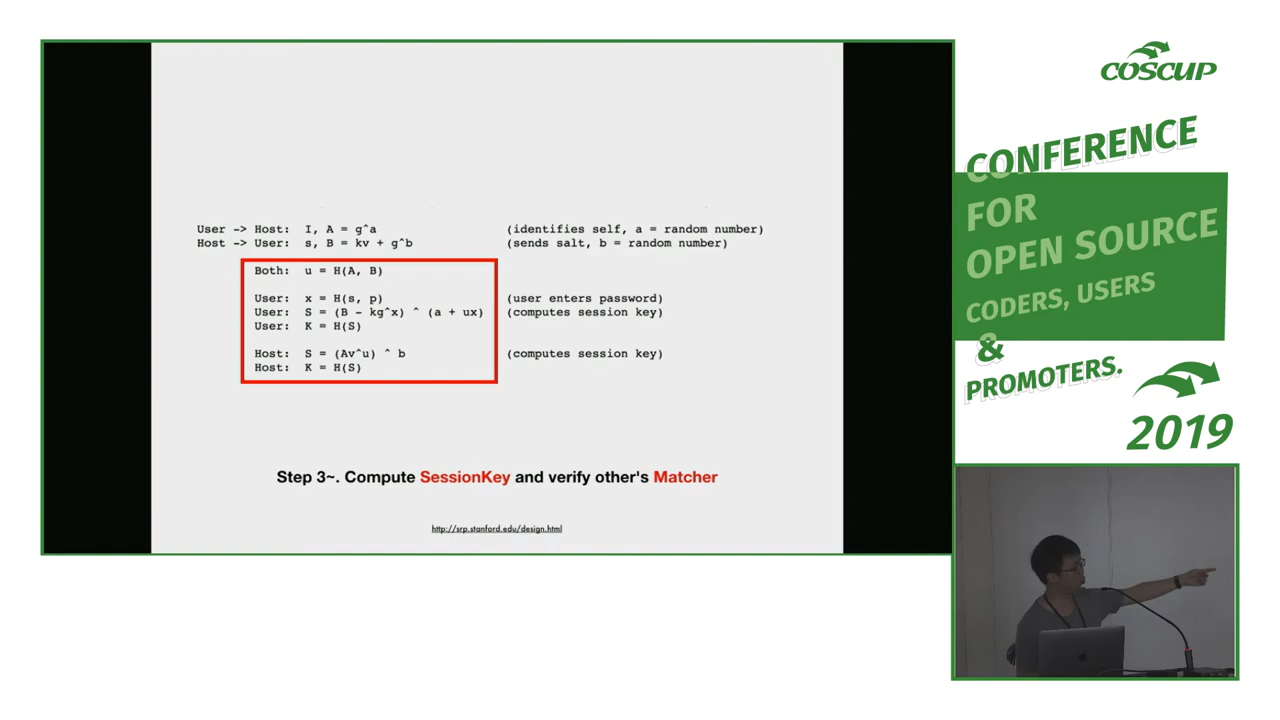 User -> Host:  I, A = g^a                  (identifies self, a = random number)
Host -> User:  s, B = kv + g^b             (sends salt, b = random number)
Both:  u = H(A, B)
User:  x = H(s, p)                 (user enters password)
User:  S = (B - kg^x) ^ (a + ux)   (computes session key)
User:  K = H(S)
Host:  S = (Av^u) ^ b              (computes session key)
Host:  K = H(S)
Step 3~. Compute SessionKey and verify other's Matcher
http://srp.stanford.edu/design.html
COSCUP
CONFERENCE
FOR
OPEN SOURCE
CODERS, USERS
&
PROMOTERS.
2019